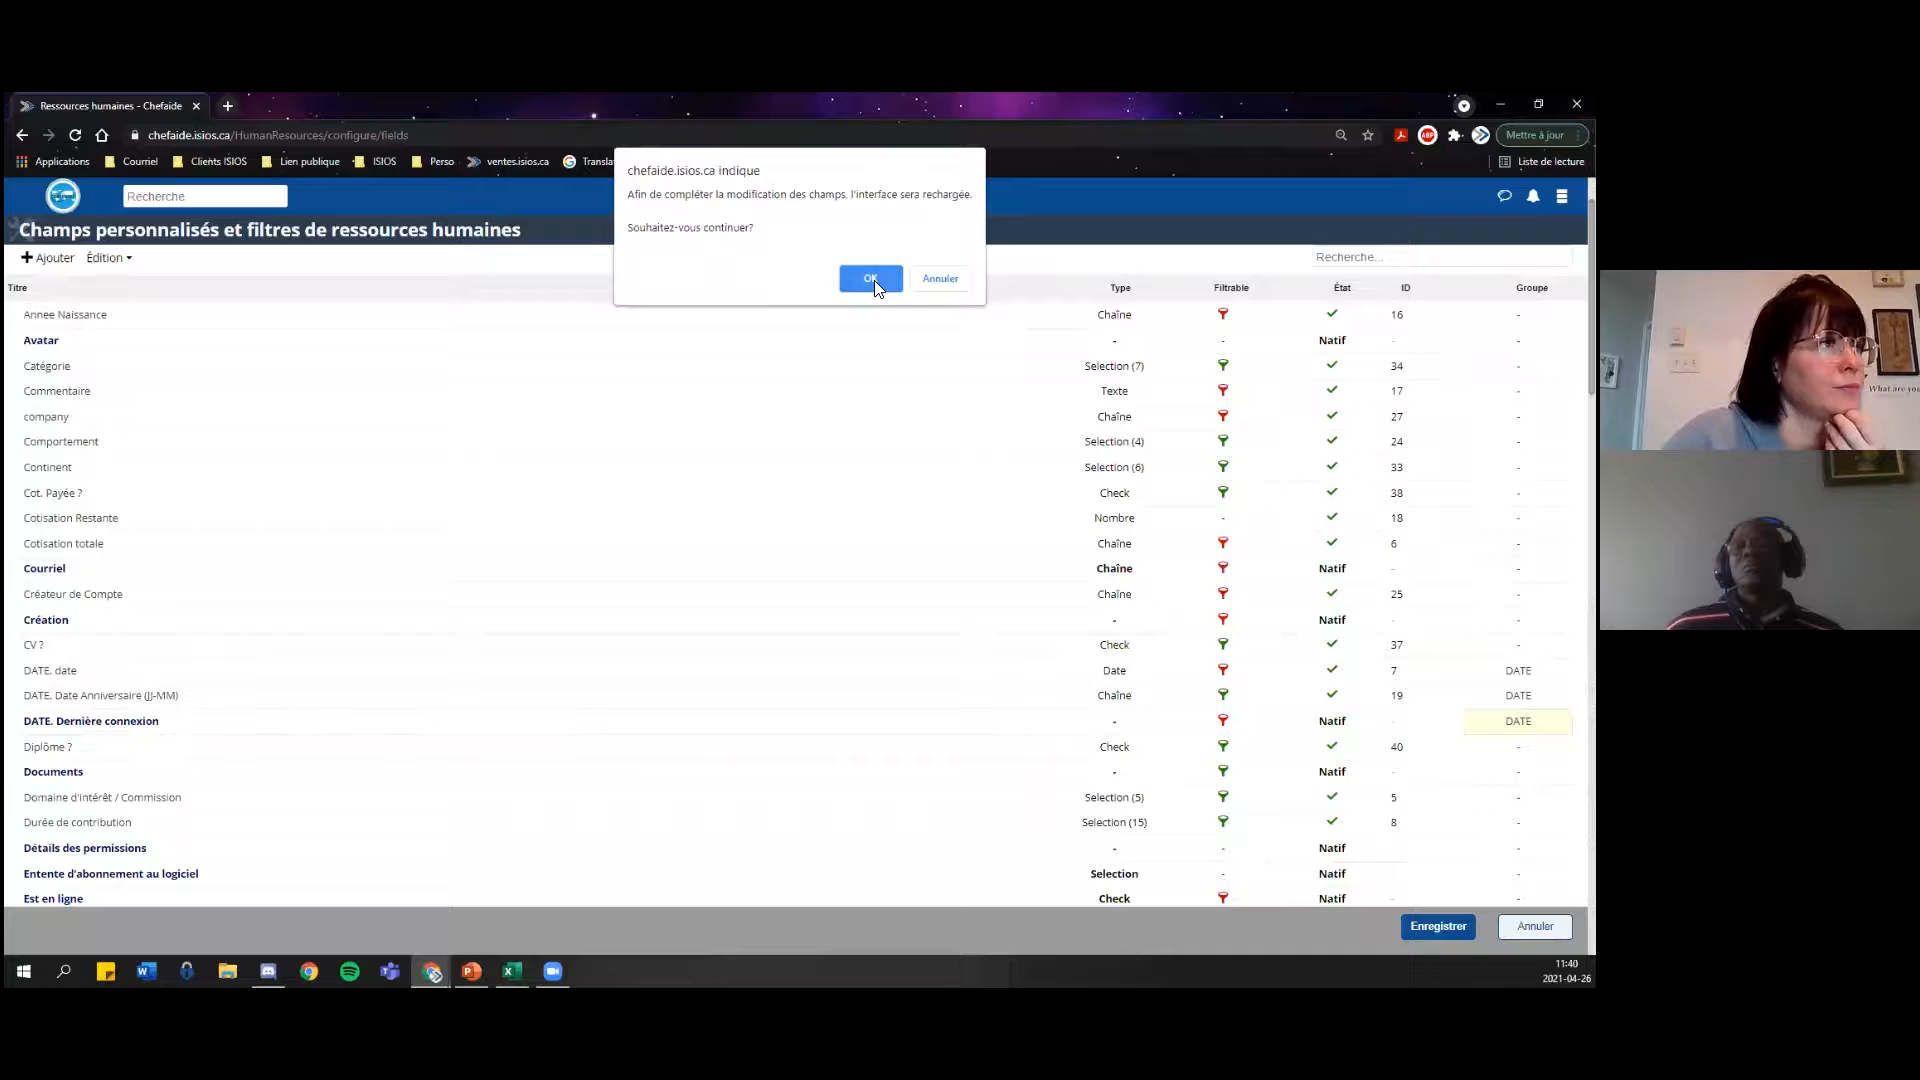 Ressources humaines - Chefaide
chefaide.isios.ca/HumanResources/configure/fields
Mettre à jour
Applications Courriel Clients ISIOS Lien publique ISIOS Perso ventes.isios.ca Transla
Liste de lecture
chefaide.isios.ca indique
Afin de compléter la modification des champs, l'interface sera rechargée.
Souhaitez-vous continuer?
OK Annuler
Recherche
Champs personnalisés et filtres de ressources humaines
Ajouter Édition
Recherche...
Titre Type Filtrable État ID Groupe
Annee Naissance Chaîne 16 -
Avatar - - Natif - -
Catégorie Selection (7) 34 -
Commentaire Texte 17 -
company Chaîne 27 -
Comportement Selection (4) 24 -
Continent Selection (6) 33 -
Cot. Payée ? Check 38 -
Cotisation Restante Nombre - 18 -
Cotisation totale Chaîne 6 -
Courriel Chaîne Natif - -
Créateur de Compte Chaîne 25 -
Création - Natif - -
CV ? Check 37 -
DATE. date Date 7 DATE
DATE. Date Anniversaire (JJ-MM) Chaîne 19 DATE
DATE. Dernière connexion - Natif - DATE
Diplôme ? Check 40 -
Documents - Natif - -
Domaine d'intérêt / Commission Selection (5) 5 -
Durée de contribution Selection (15) 8 -
Détails des permissions - - Natif -
Entente d'abonnement au logiciel Selection - Natif -
Est en ligne Check Natif - -
Enregistrer Annuler
11:40
2021-04-26
What are you